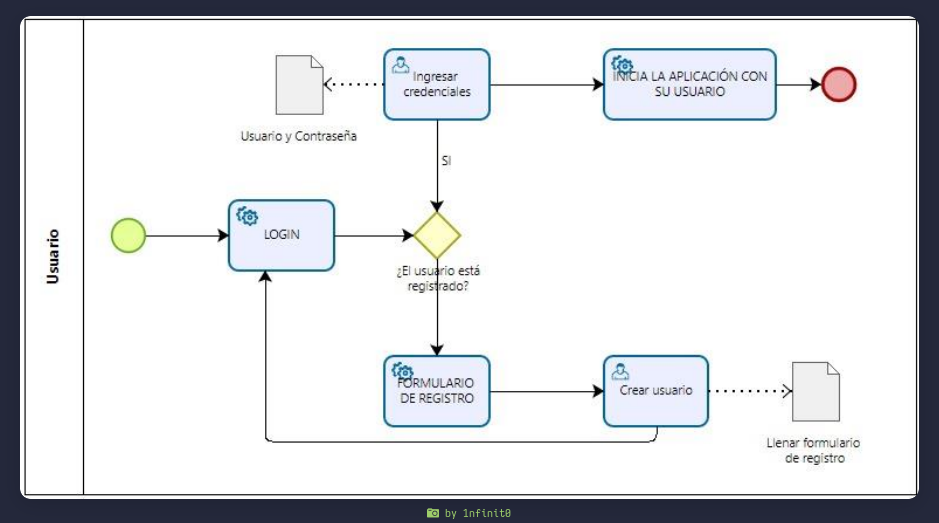 Usuario
Ingresar
credenciales
INICIA LA APLICACIÓN CON
SU USUARIO
Usuario y Contraseña
SI
LOGIN
¿El usuario está
registrado?
FORMULARIO
DE REGISTRO
Crear usuario
Llenar formulario
de registro
by 1nfinit0